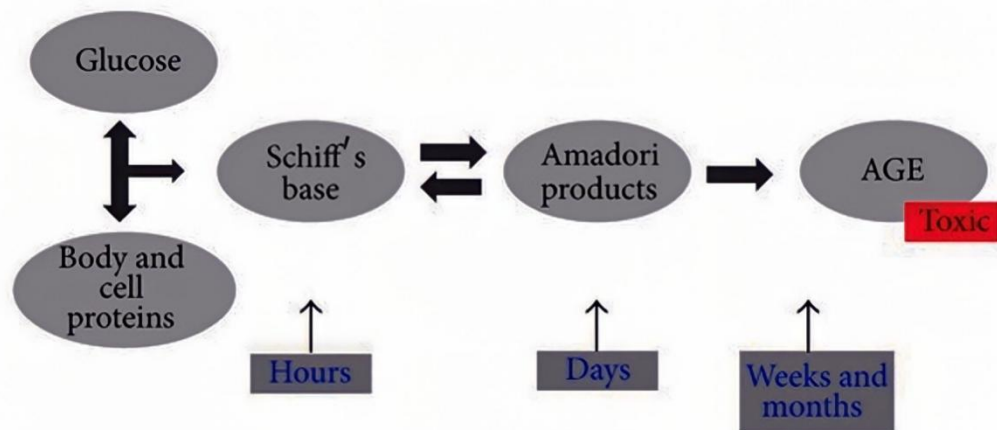 Glucose
Schiff's
base
Amadori
products
AGE
Toxic
Body and
cell
proteins
Hours
Days
Weeks and
months